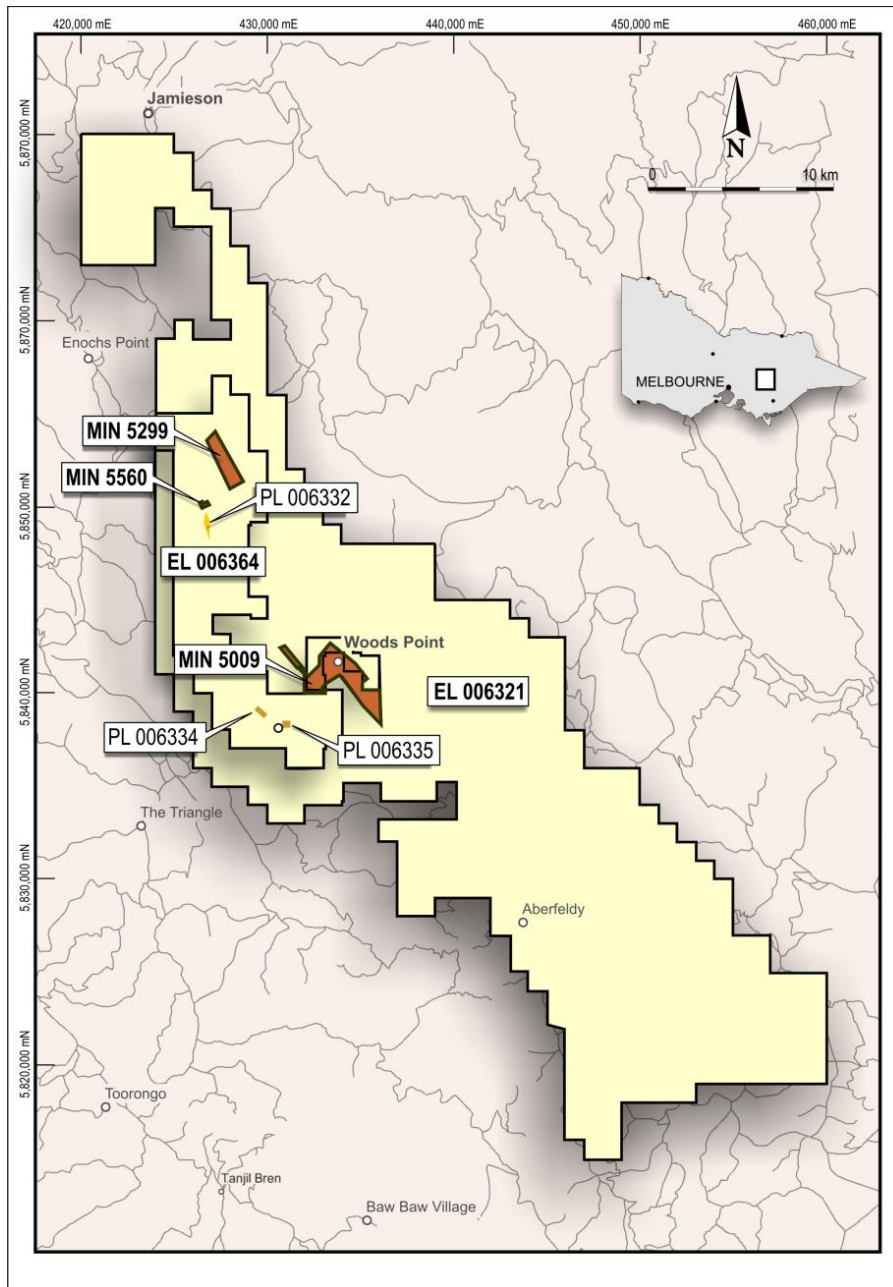 420,000 mE
430,000 mE
440,000 mE
450,000 mE
460,000 mE
Jamieson
5,870,000 mN
N
0
10 km
5,870,000 mN
Enochs Point
MELBOURNE
MIN 5299
MIN 5560
PL 006332
5,850,000 mN
EL 006364
Woods Point
MIN 5009
EL 006321
5,840,000 mN
PL 006334
PL 006335
The Triangle
5,830,000 mN
Aberfeldy
5,820,000 mN
Toorongo
Tanjil Bren
Baw Baw Village